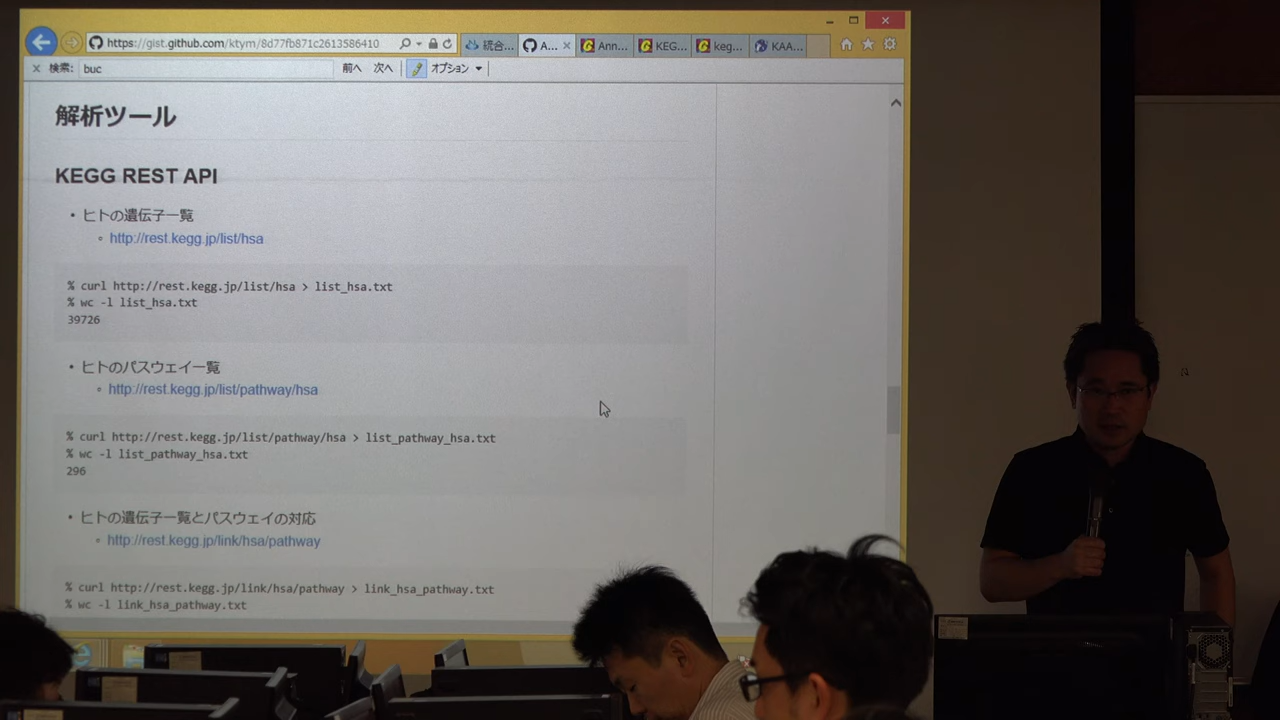 https://gist.github.com/ktym/8d77fb871c2613586410
統合...
A...
Ann...
KEG...
keg...
KAA...
検索: buc
前へ 次へ オプション
解析ツール
KEGG REST API
• ヒトの遺伝子一覧
http://rest.kegg.jp/list/hsa
% curl http://rest.kegg.jp/list/hsa > list_hsa.txt
% wc -l list_hsa.txt
39726
• ヒトのパスウェイ一覧
http://rest.kegg.jp/list/pathway/hsa
% curl http://rest.kegg.jp/list/pathway/hsa > list_pathway_hsa.txt
% wc -l list_pathway_hsa.txt
296
• ヒトの遺伝子一覧とパスウェイの対応
http://rest.kegg.jp/link/hsa/pathway
% curl http://rest.kegg.jp/link/hsa/pathway > link_hsa_pathway.txt
% wc -l link_hsa_pathway.txt